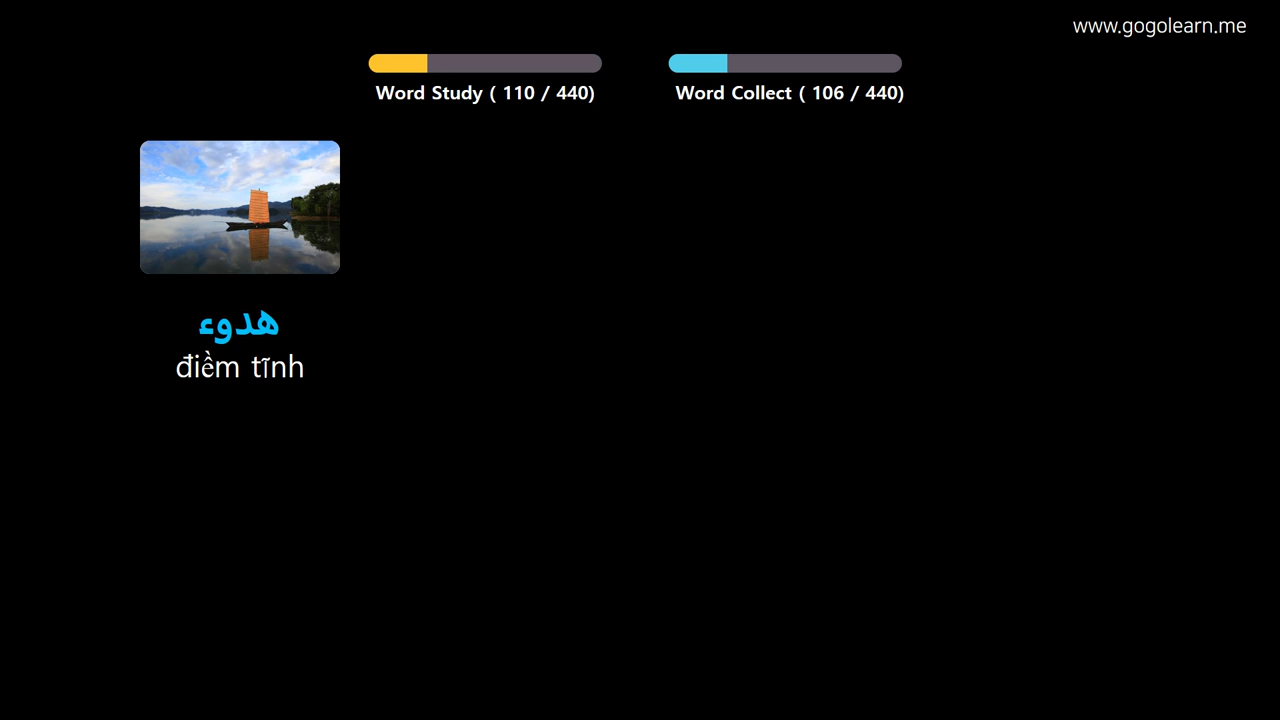 www.gogolearn.me
Word Study ( 110 / 440)
Word Collect ( 106 / 440)
هدوء
điềm tĩnh